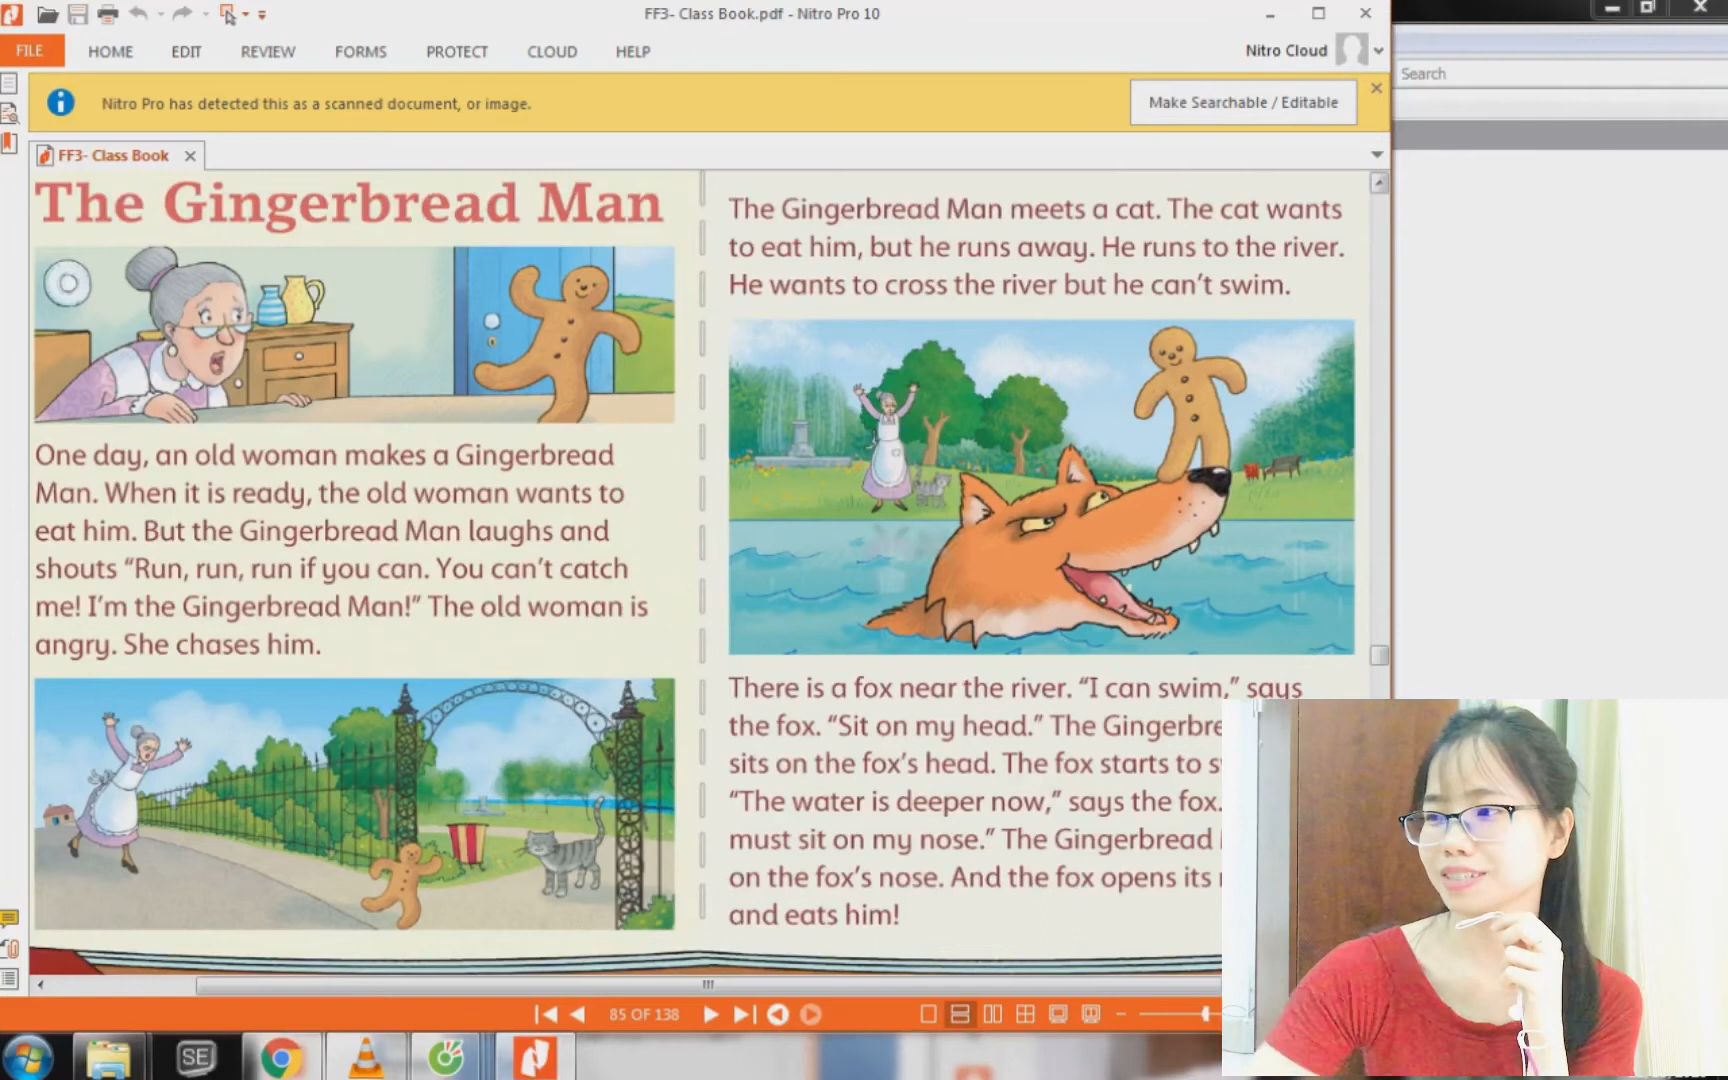 FF3- Class Book.pdf - Nitro Pro 10
FILE
HOME
EDIT
REVIEW
FORMS
PROTECT
CLOUD
HELP
Nitro Cloud
Search
Nitro Pro has detected this as a scanned document, or image.
Make Searchable / Editable
FF3- Class Book
The Gingerbread Man
One day, an old woman makes a Gingerbread
Man. When it is ready, the old woman wants to
eat him. But the Gingerbread Man laughs and
shouts “Run, run, run if you can. You can’t catch
me! I’m the Gingerbread Man!” The old woman is
angry. She chases him.
The Gingerbread Man meets a cat. The cat wants
to eat him, but he runs away. He runs to the river.
He wants to cross the river but he can’t swim.
There is a fox near the river. “I can swim,” says
the fox. “Sit on my head.” The
sits on the fox’s head. The fox starts to
“The water is deeper now,” says the fox.
must sit on my nose.” The Gingerbread
on the fox’s nose. And the fox opens its
and eats him!
85 OF 138
SE